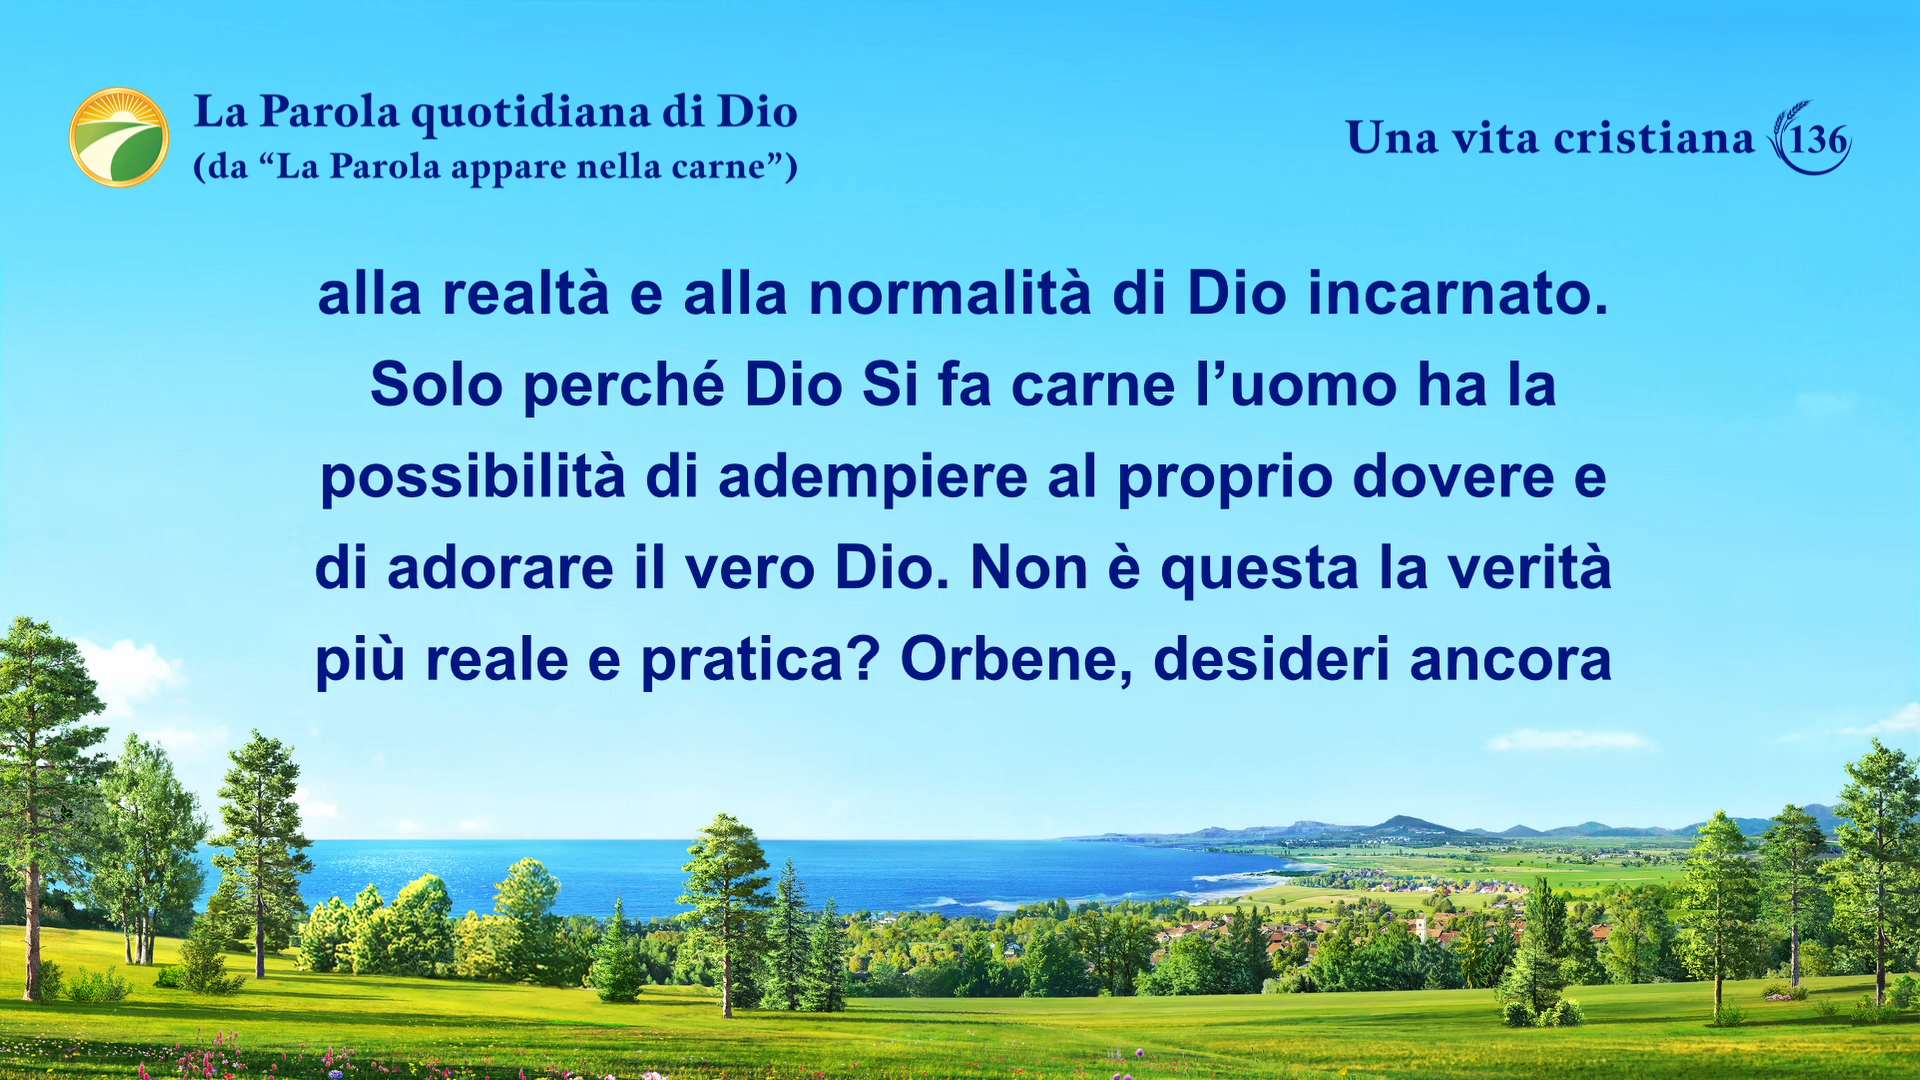 La Parola quotidiana di Dio
(da “La Parola appare nella carne”)
Una vita cristiana 136
alla realtà e alla normalità di Dio incarnato.
Solo perché Dio Si fa carne l’uomo ha la
possibilità di adempiere al proprio dovere e
di adorare il vero Dio. Non è questa la verità
più reale e pratica? Orbene, desideri ancora